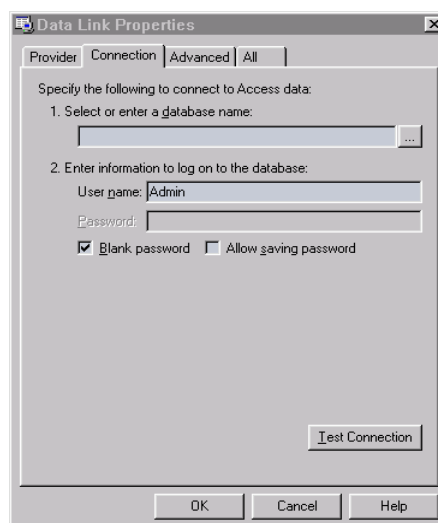 Data Link Properties
Provider Connection Advanced All
Specify the following to connect to Access data:
1. Select or enter a database name:
...
2. Enter information to log on to the database:
User name: Admin
Password:
Blank password Allow saving password
Test Connection
OK Cancel Help